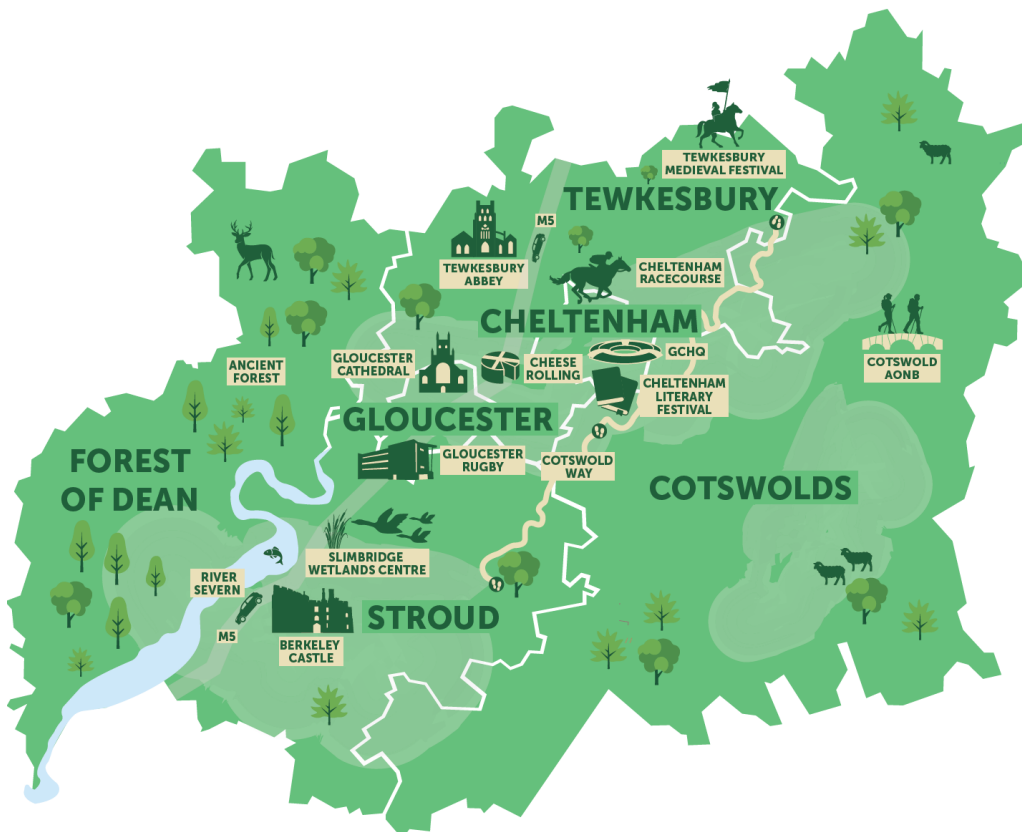 TEWKESBURY
MEDIEVAL FESTIVAL
TEWKESBURY
M5
TEWKESBURY
ABBEY
CHELTENHAM
RACECOURSE
CHELTENHAM
GLOUCESTER
CATHEDRAL
CHEESE
ROLLING
GCHQ
COTSWOLD
AONB
ANCIENT
FOREST
CHELTENHAM
LITERARY
FESTIVAL
GLOUCESTER
GLOUCESTER
RUGBY
COTSWOLD
WAY
FOREST
OF DEAN
COTSWOLDS
SLIMBRIDGE
WETLANDS CENTRE
RIVER
SEVERN
STROUD
M5
BERKELEY
CASTLE